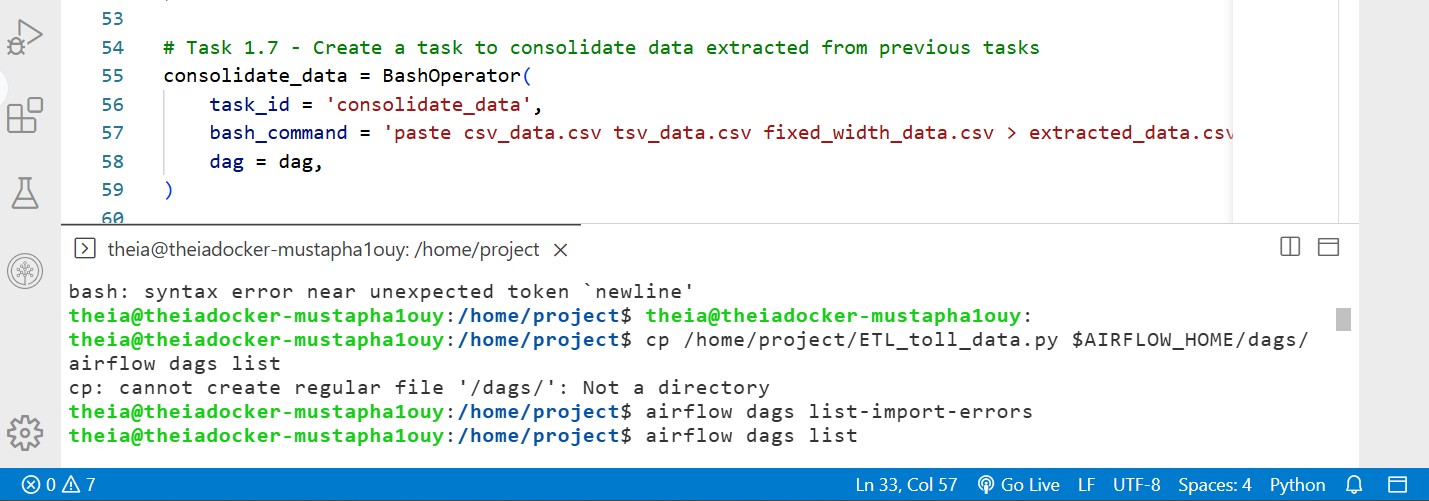 53
54 # Task 1.7 - Create a task to consolidate data extracted from previous tasks
55 consolidate_data = BashOperator(
56 task_id = 'consolidate_data',
57 bash_command = 'paste csv_data.csv tsv_data.csv fixed_width_data.csv > extracted_data.csv
58 dag = dag,
59 )
60
theia@theiadocker-mustapha1ouy: /home/project
bash: syntax error near unexpected token `newline'
theia@theiadocker-mustapha1ouy:/home/project$ theia@theiadocker-mustapha1ouy:
theia@theiadocker-mustapha1ouy:/home/project$ cp /home/project/ETL_toll_data.py $AIRFLOW_HOME/dags/
airflow dags list
cp: cannot create regular file '/dags/': Not a directory
theia@theiadocker-mustapha1ouy:/home/project$ airflow dags list-import-errors
theia@theiadocker-mustapha1ouy:/home/project$ airflow dags list
0 7 Ln 33, Col 57 Go Live LF UTF-8 Spaces: 4 Python